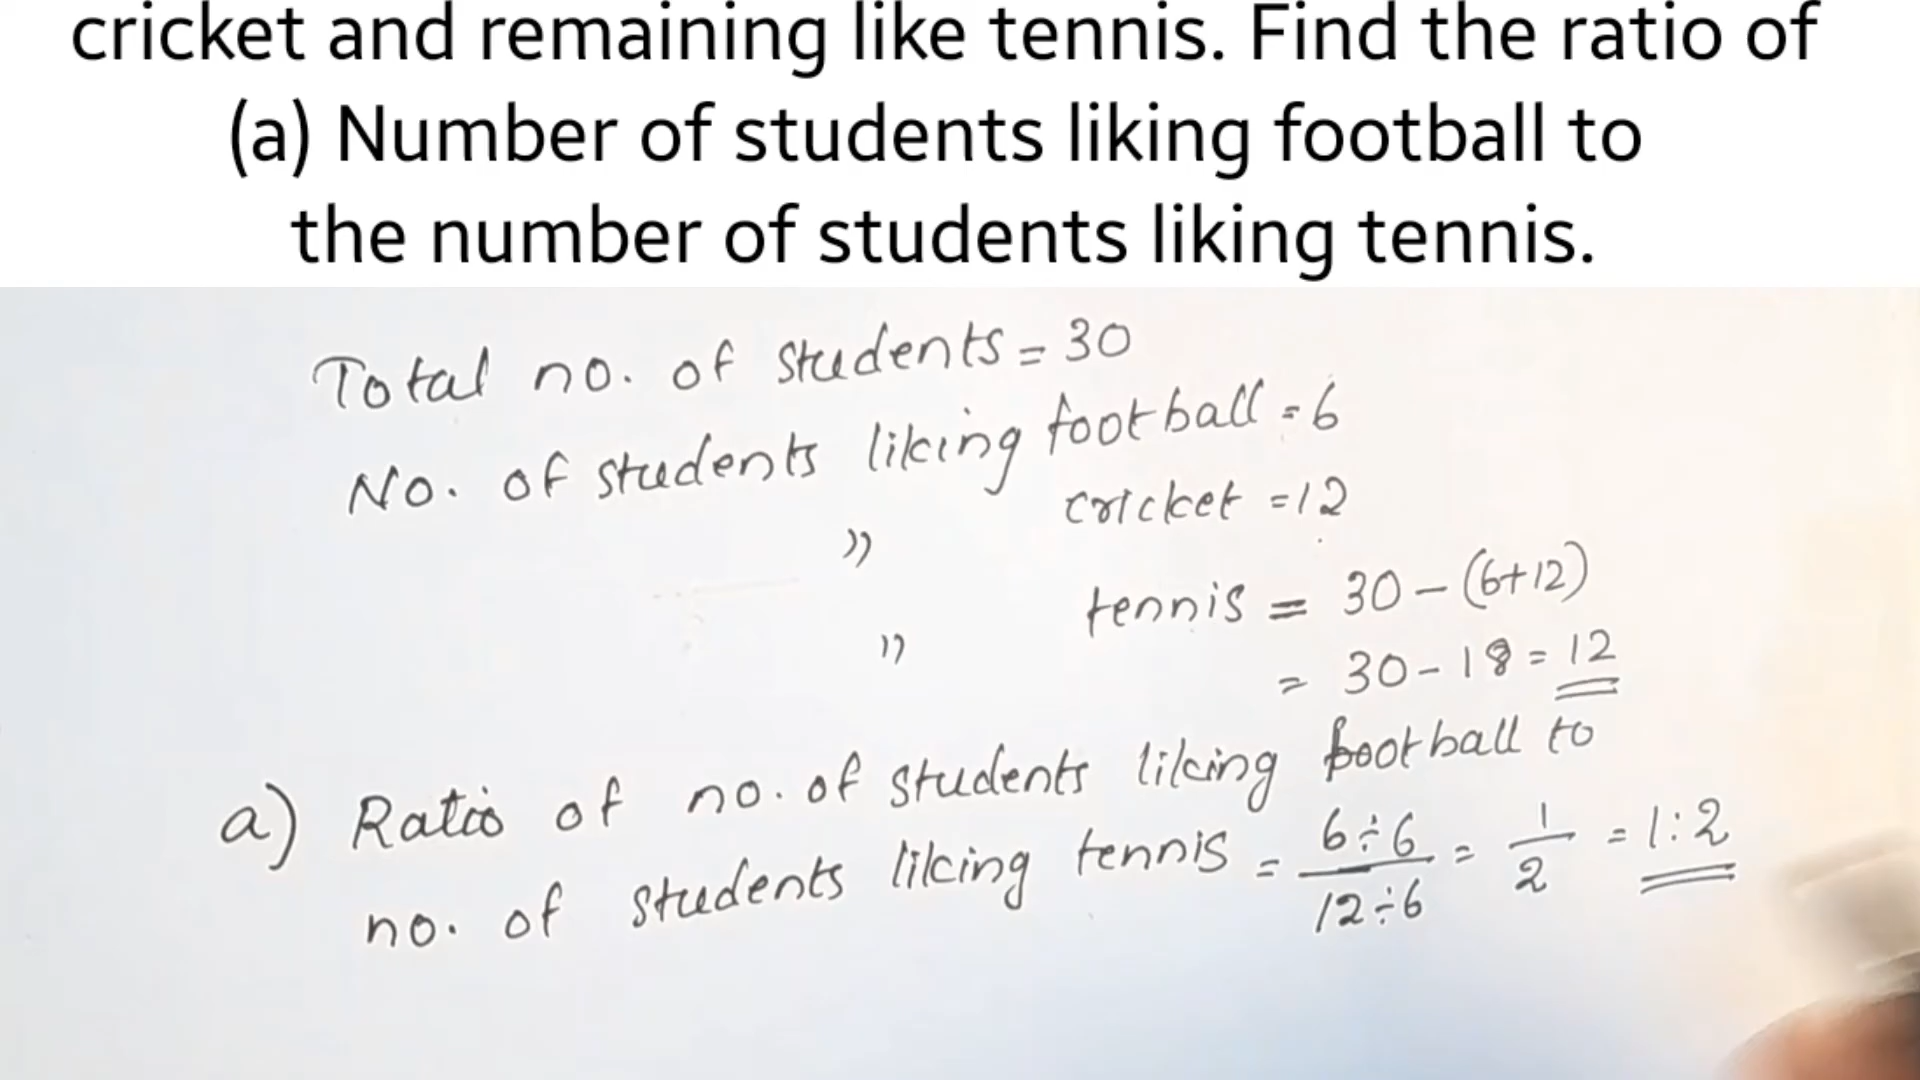 cricket and remaining like tennis. Find the ratio of
(a) Number of students liking football to
the number of students liking tennis.
Total no. of students = 30
No. of students liking football = 6
" cricket = 12
" tennis = 30 - (6+12)
= 30 - 18 = 12
a) Ratio of no. of students liking football to
no. of students liking tennis = 6÷6 / 12÷6 = 1/2 = 1:2